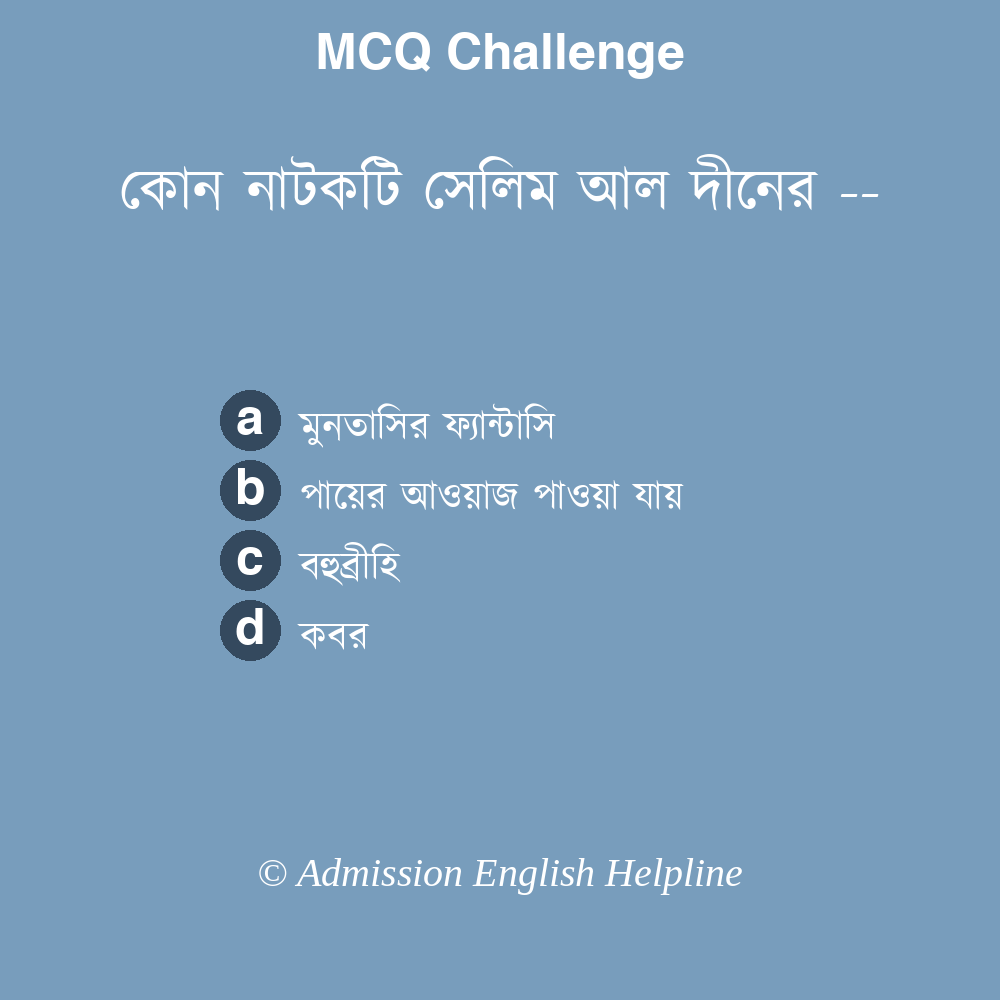 MCQ Challenge
কোন নাটকটি সেলিম আল দীনের --
a মুনতাসির ফ্যান্টাসি
b পায়ের আওয়াজ পাওয়া যায়
c বহুব্রীহি
d কবর
© Admission English Helpline